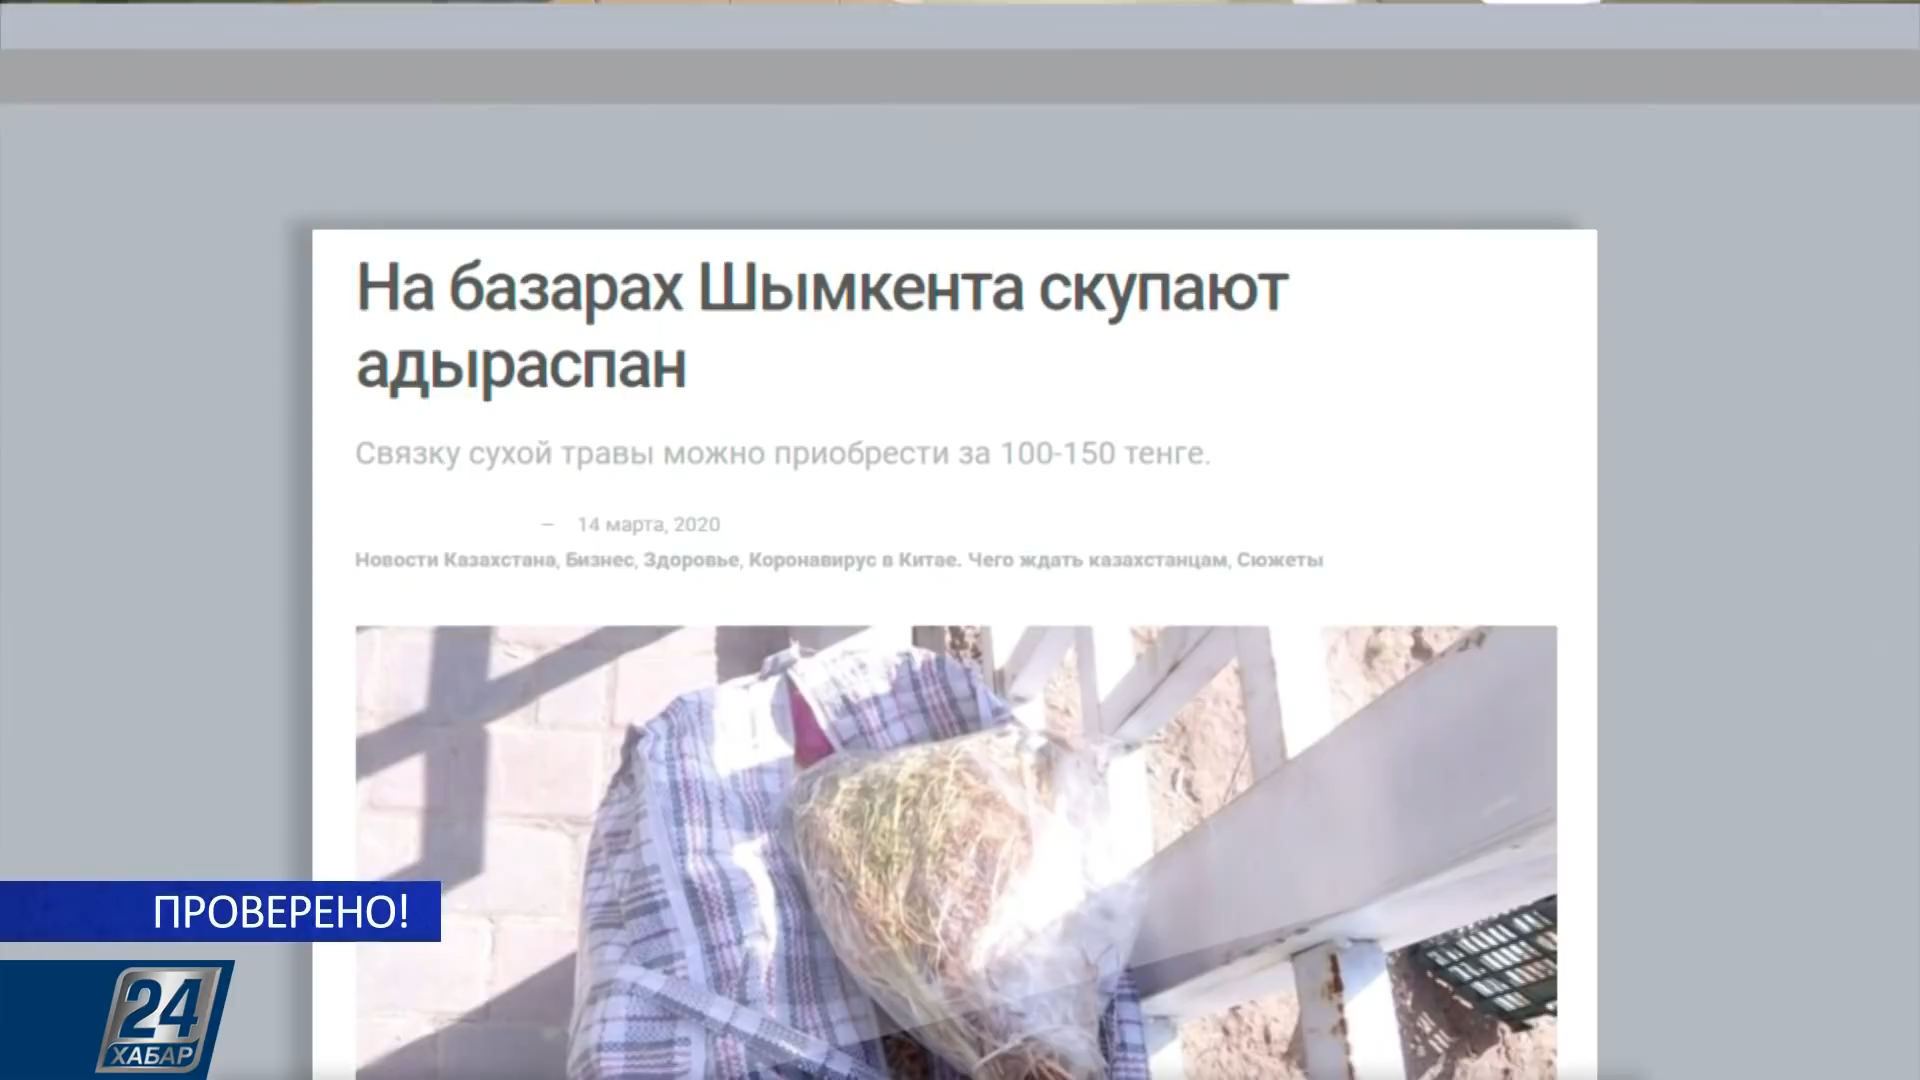 На базарах Шымкента скупают
адыраспан
Связку сухой травы можно приобрести за 100-150 тенге.
– 14 марта, 2020
Новости Казахстана, Бизнес, Здоровье, Коронавирус в Китае. Чего ждать казахстанцам, Сюжеты
ПРОВЕРЕНО!
24
ХАБАР